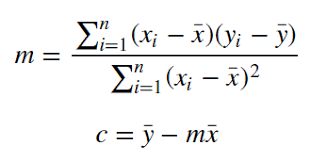 m = \frac{\sum_{i=1}^{n} (x_i - \bar{x})(y_i - \bar{y})}{\sum_{i=1}^{n} (x_i - \bar{x})^2}
c = \bar{y} - m\bar{x}